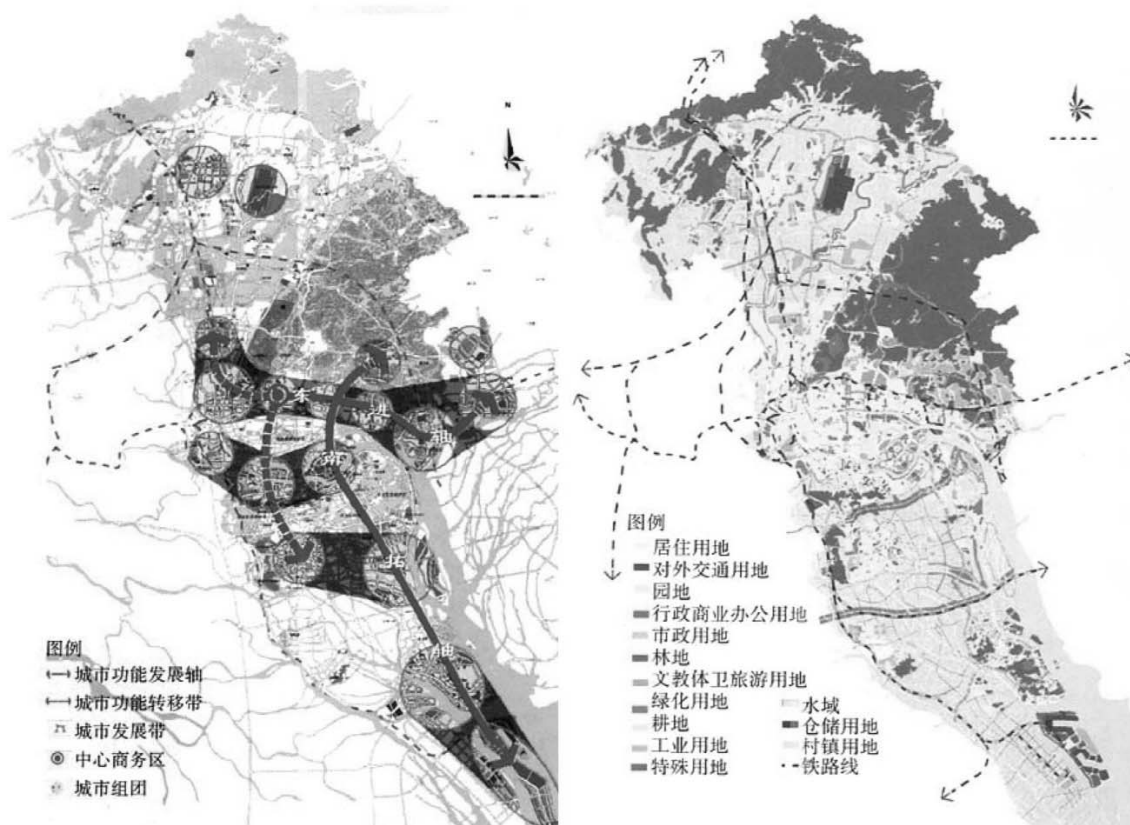 N
东
进
轴
南
拓
轴
图例
城市功能发展轴
城市功能转移带
城市发展带
中心商务区
城市组团
图例
居住用地
对外交通用地
园地
行政商业办公用地
市政用地
林地
文教体卫旅游用地
绿化用地
耕地
工业用地
特殊用地
水域
仓储用地
村镇用地
铁路线